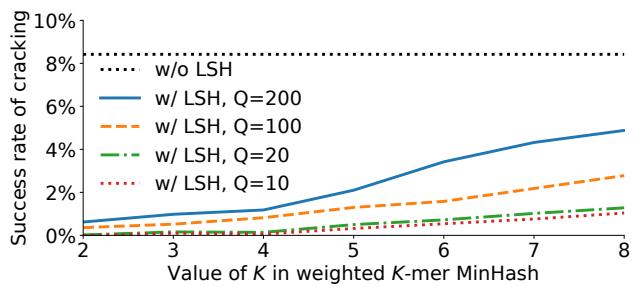 Success rate of cracking
10%
8%
6%
4%
2%
0%
w/o LSH
w/ LSH, Q=200
w/ LSH, Q=100
w/ LSH, Q=20
w/ LSH, Q=10
2 3 4 5 6 7 8
Value of K in weighted K-mer MinHash